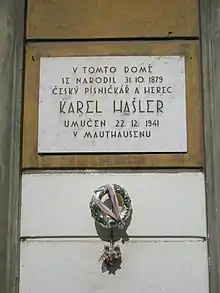 V TOMTO DOMĚ
SE NARODIL 31. 10. 1879
ČESKÝ PÍSNIČKÁŘ A HEREC
KAREL HAŠLER
UMUČEN 22. 12. 1941
V MAUTHAUSENU